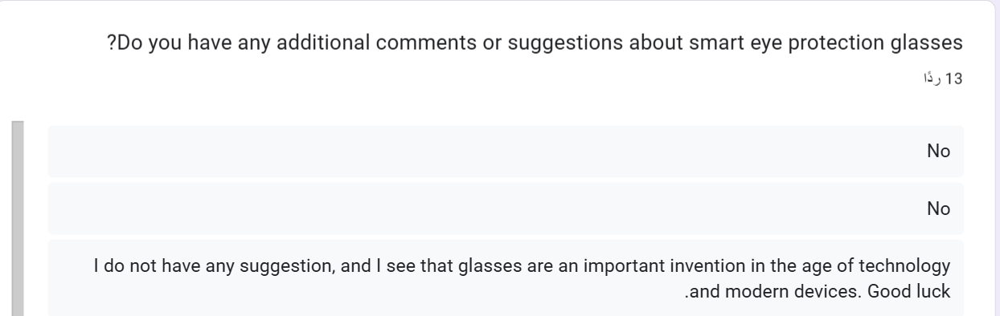 ?Do you have any additional comments or suggestions about smart eye protection glasses
13 ردًا
No
No
I do not have any suggestion, and I see that glasses are an important invention in the age of technology
.and modern devices. Good luck